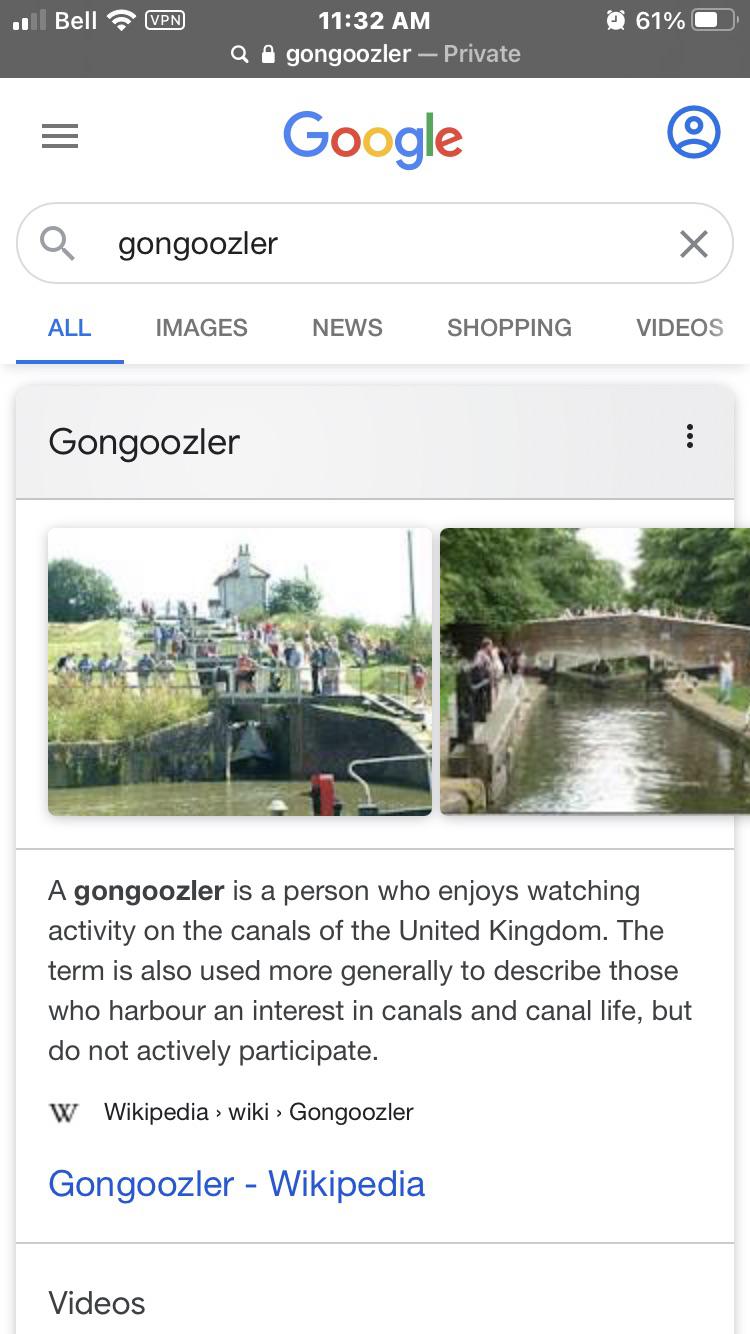 Bell VPN 11:32 AM 61%
gongoozler — Private
Google
gongoozler
ALL IMAGES NEWS SHOPPING VIDEOS
Gongoozler
A gongoozler is a person who enjoys watching
activity on the canals of the United Kingdom. The
term is also used more generally to describe those
who harbour an interest in canals and canal life, but
do not actively participate.
W Wikipedia › wiki › Gongoozler
Gongoozler - Wikipedia
Videos